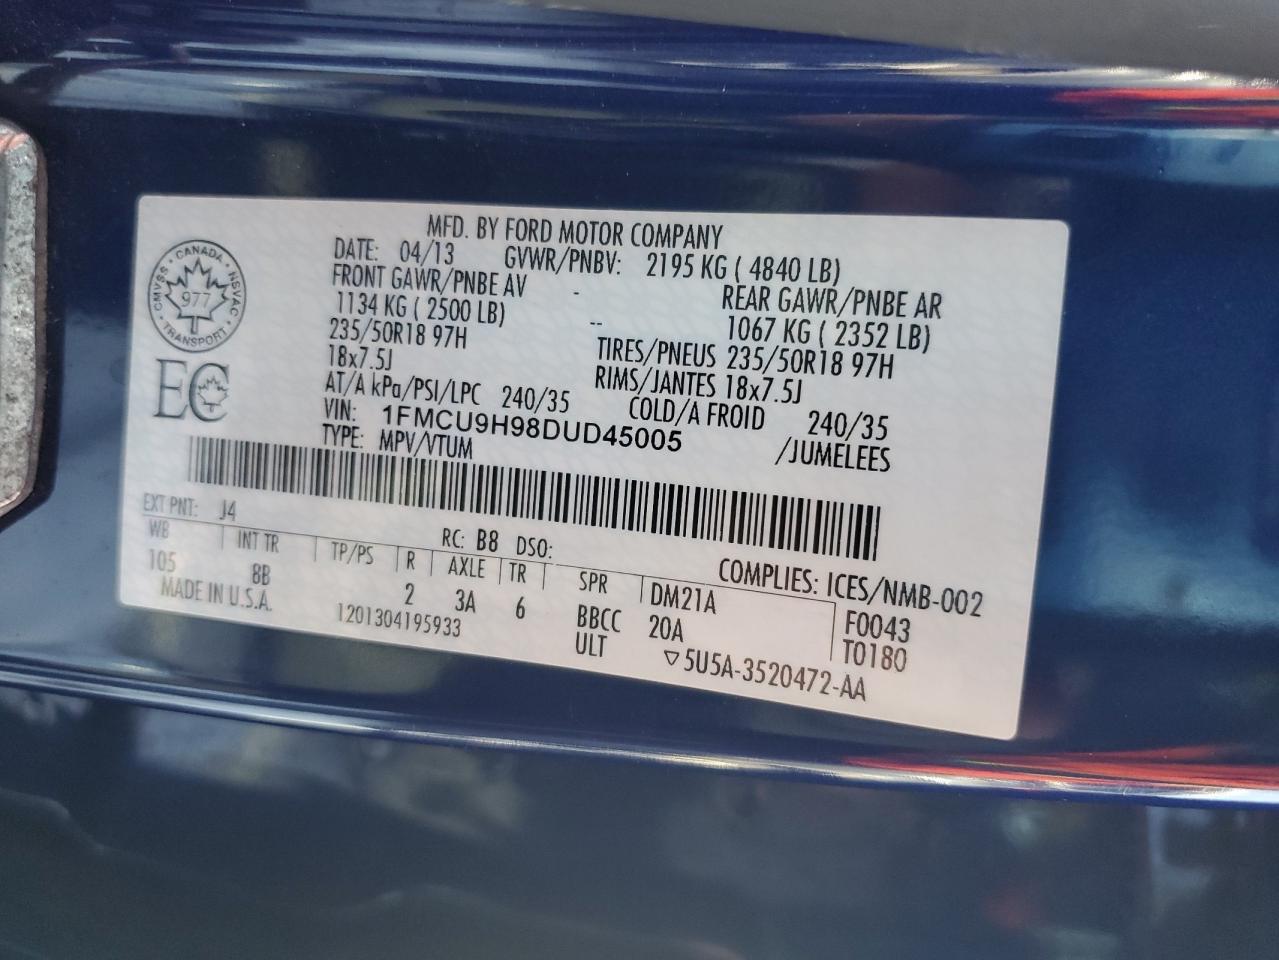 CMVSS · CANADA · NSVAC
977
TRANSPORT
EC
MFD. BY FORD MOTOR COMPANY
DATE: 04/13 GVWR/PNBV: 2195 KG ( 4840 LB)
FRONT GAWR/PNBE AV - REAR GAWR/PNBE AR
1134 KG ( 2500 LB) -- 1067 KG ( 2352 LB)
235/50R18 97H TIRES/PNEUS 235/50R18 97H
18x7.5J RIMS/JANTES 18x7.5J
AT/A kPa/PSI/LPC 240/35 COLD/A FROID 240/35
VIN: 1FMCU9H98DUD45005 /JUMELEES
TYPE: MPV/VTUM
EXT PNT: J4 RC: B8 DSO: COMPLIES: ICES/NMB-002
WB INT TR TP/PS R AXLE TR SPR DM21A F0043
105 8B 2 3A 6 BBCC 20A T0180
MADE IN U.S.A. 1201304195933 ULT ▽5U5A-3520472-AA